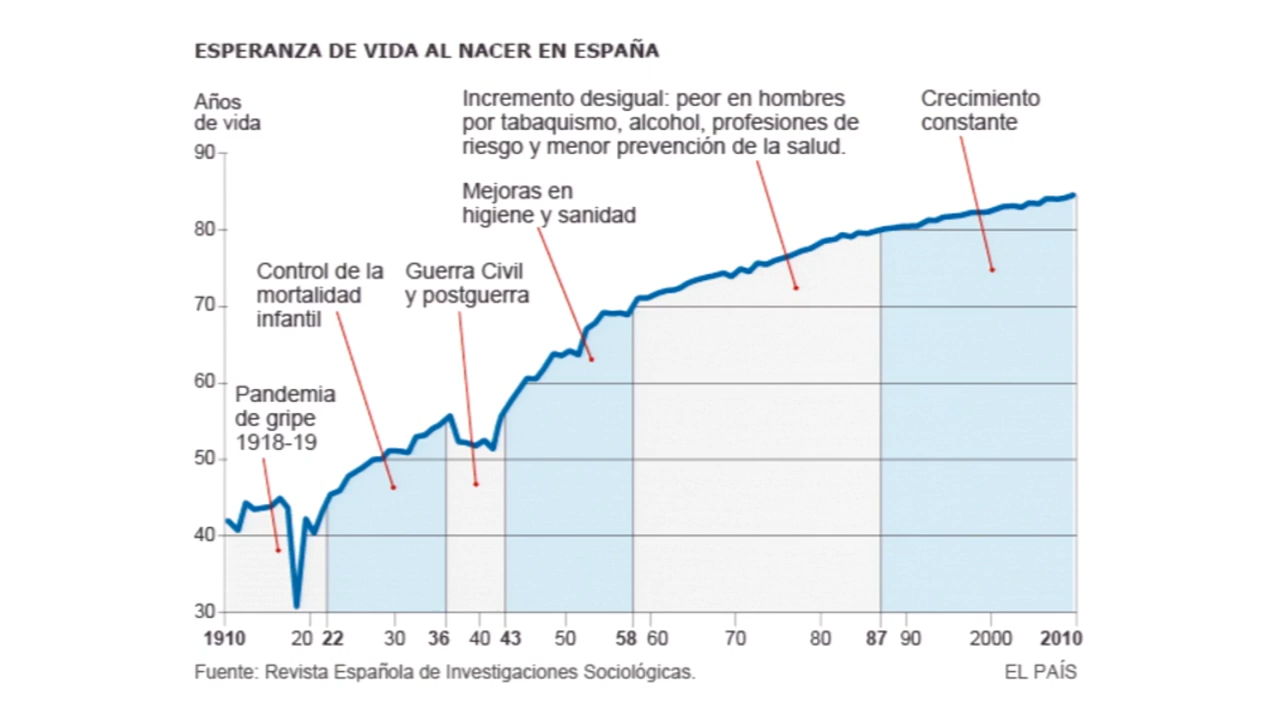 ESPERANZA DE VIDA AL NACER EN ESPAÑA
Años
de vida
Incremento desigual: peor en hombres
por tabaquismo, alcohol, profesiones de
riesgo y menor prevención de la salud.
Crecimiento
constante
Mejoras en
higiene y sanidad
Control de la
mortalidad
infantil
Guerra Civil
y postguerra
Pandemia
de gripe
1918-19
90
80
70
60
50
40
30
1910 20 22 30 36 40 43 50 58 60 70 80 87 90 2000 2010
Fuente: Revista Española de Investigaciones Sociológicas.
EL PAÍS